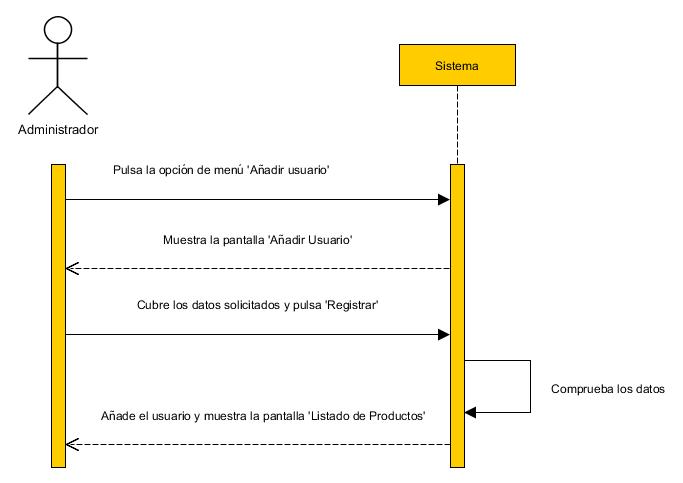 Sistema
Administrador
Pulsa la opción de menú 'Añadir usuario'
Muestra la pantalla 'Añadir Usuario'
Cubre los datos solicitados y pulsa 'Registrar'
Comprueba los datos
Añade el usuario y muestra la pantalla 'Listado de Productos'